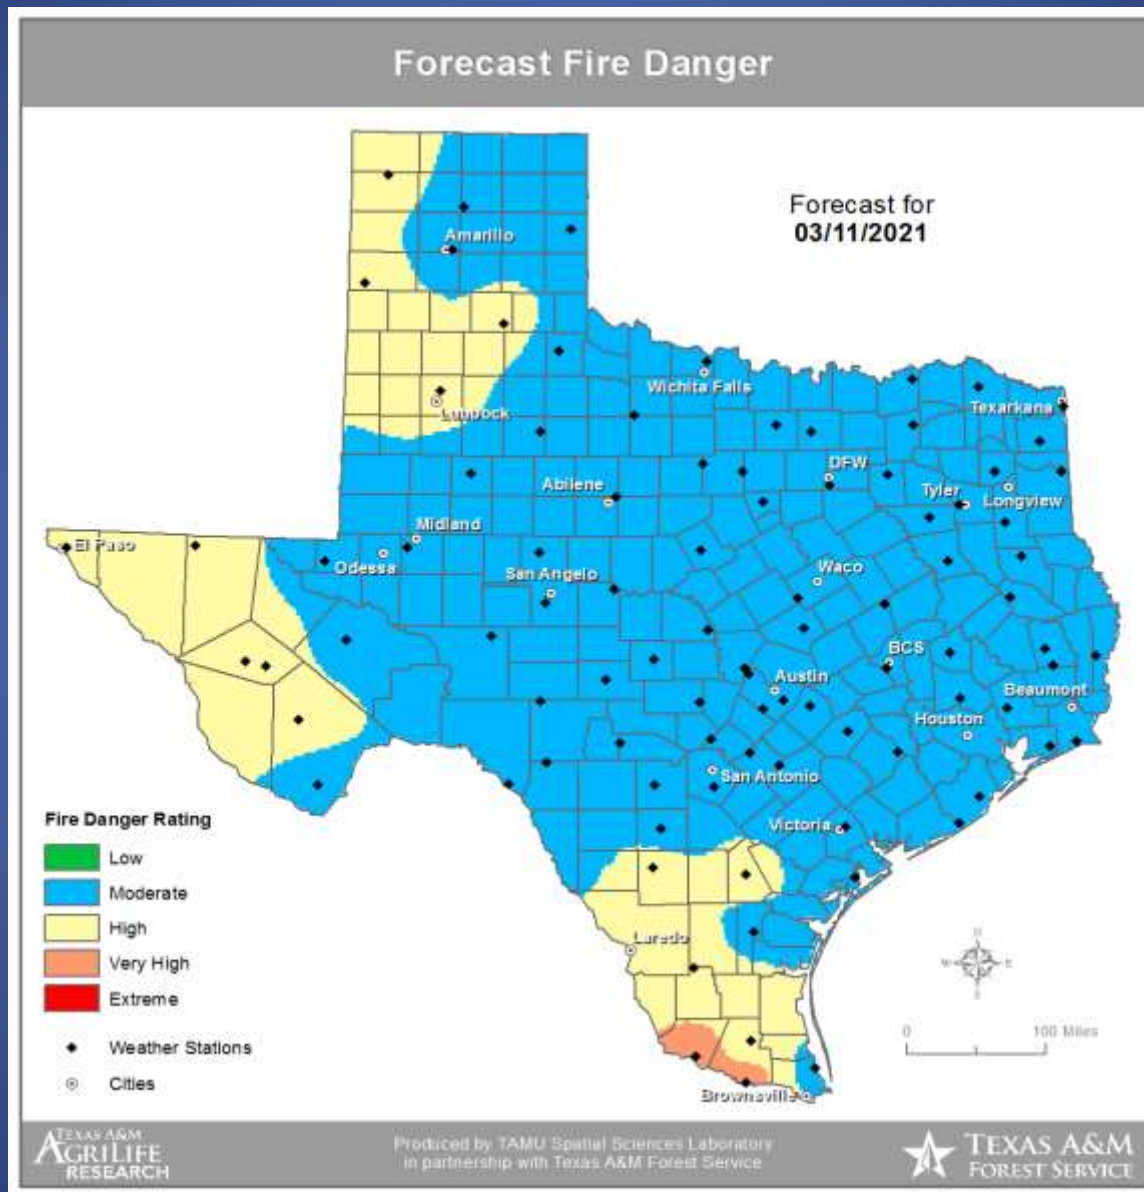 Forecast Fire Danger
Forecast for
03/11/2021
Amarillo
Wichita Falls
Lubbock
Texarkana
DFW
Abilene
Tyler
Longview
Midland
El Paso
Odessa
San Angelo
Waco
BCS
Austin
Beaumont
Houston
San Antonio
Victoria
Laredo
Brownsville
Fire Danger Rating
Low
Moderate
High
Very High
Extreme
Weather Stations
Cities
N
W E
S
0 100 Miles
TEXAS A&M
AGRILIFE
RESEARCH
Produced by TAMU Spatial Sciences Laboratory
in partnership with Texas A&M Forest Service
TEXAS A&M
FOREST SERVICE